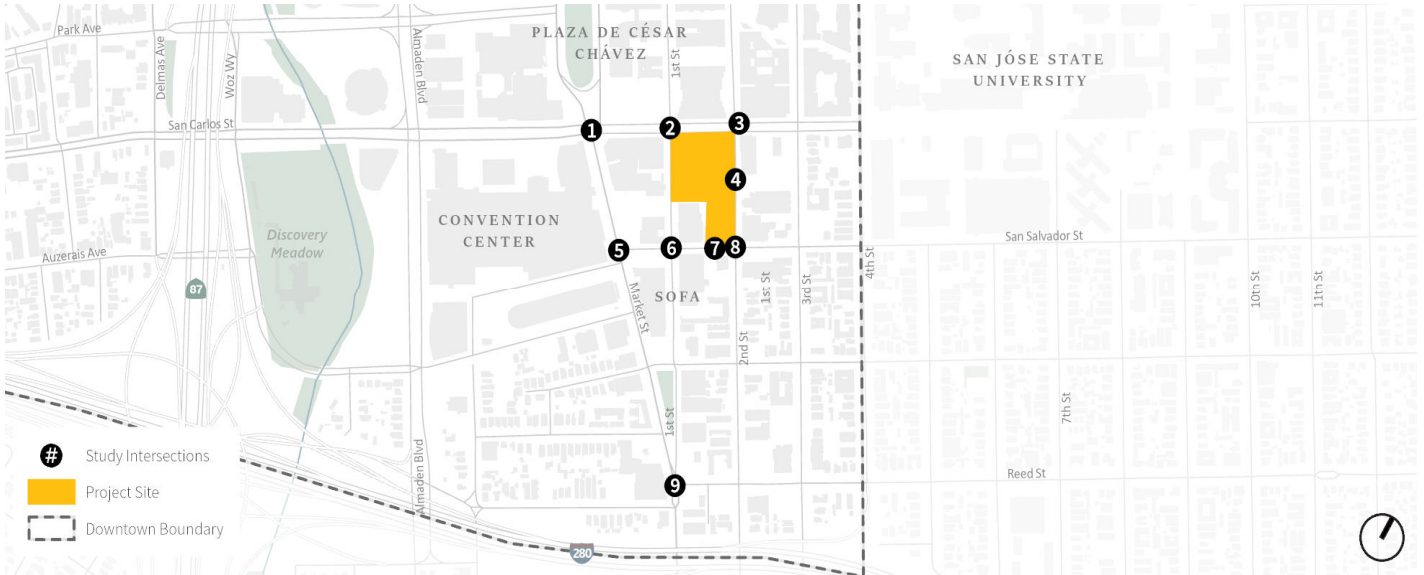 Park Ave
Delmas Ave
Woz Wy
Almaden Blvd
PLAZA DE CÉSAR
CHÁVEZ
1st St
SAN JÓSE STATE
UNIVERSITY
San Carlos St
1
2
3
4
CONVENTION
CENTER
Discovery
Meadow
Auzerais Ave
5
6
7
8
San Salvador St
4th St
87
SOFA
Market St
1st St
3rd St
10th St
11th St
2nd St
1st St
7th St
Almaden Blvd
9
Reed St
280
# Study Intersections
Project Site
Downtown Boundary